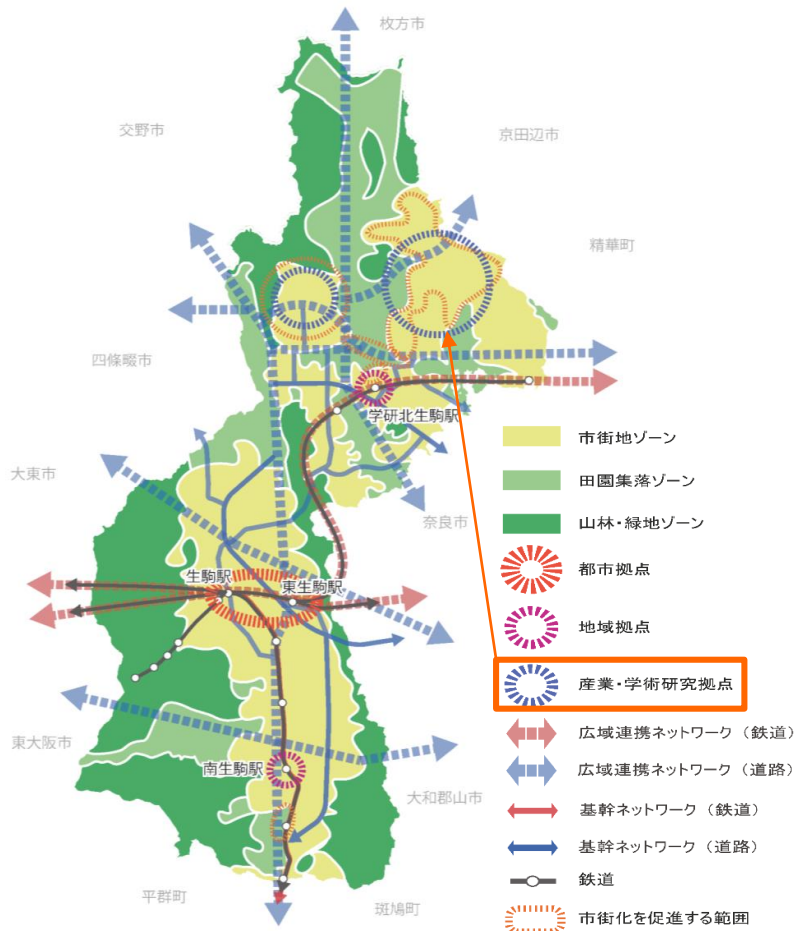 枚方市
交野市
京田辺市
精華町
四條畷市
学研北生駒駅
大東市
奈良市
生駒駅
東生駒駅
東大阪市
南生駒駅
大和郡山市
平群町
斑鳩町
市街地ゾーン
田園集落ゾーン
山林・緑地ゾーン
都市拠点
地域拠点
産業・学術研究拠点
広域連携ネットワーク（鉄道）
広域連携ネットワーク（道路）
基幹ネットワーク（鉄道）
基幹ネットワーク（道路）
鉄道
市街化を促進する範囲